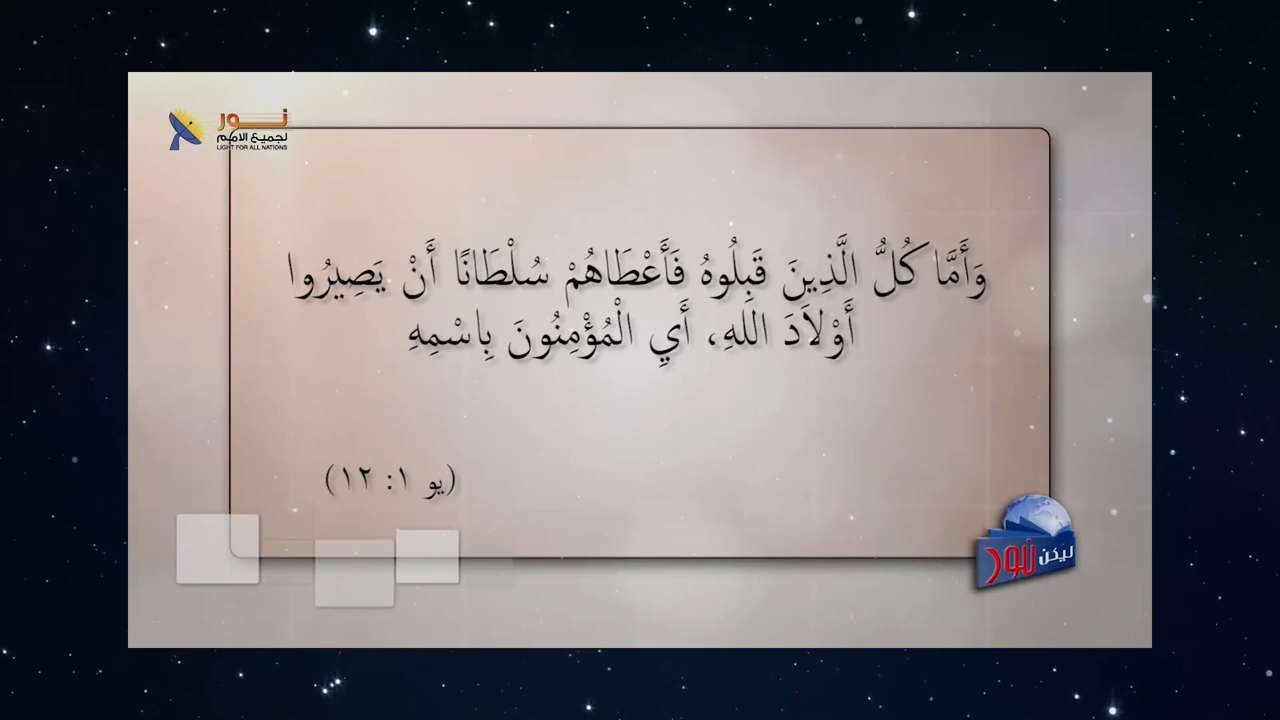 نور
لجميع الامم
LIGHT FOR ALL NATIONS
وَأَمَّا كُلُّ الَّذِينَ قَبِلُوهُ فَأَعْطَاهُمْ سُلْطَانًا أَنْ يَصِيرُوا
أَوْلاَدَ اللهِ، أَيِ الْمُؤْمِنُونَ بِاسْمِهِ
(يو ١: ١٢)
ليكن نور